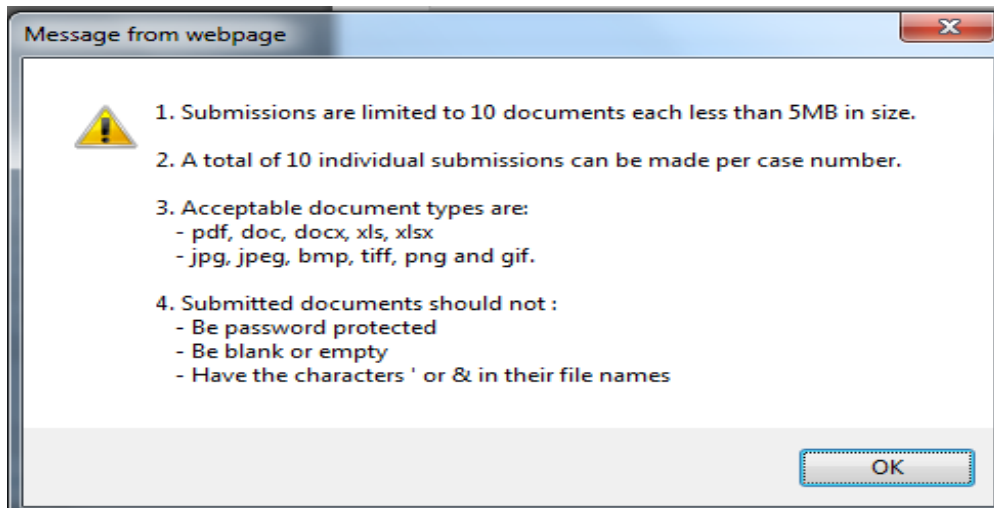 Message from webpage
1. Submissions are limited to 10 documents each less than 5MB in size.
2. A total of 10 individual submissions can be made per case number.
3. Acceptable document types are:
- pdf, doc, docx, xls, xlsx
- jpg, jpeg, bmp, tiff, png and gif.
4. Submitted documents should not :
- Be password protected
- Be blank or empty
- Have the characters ' or & in their file names
OK